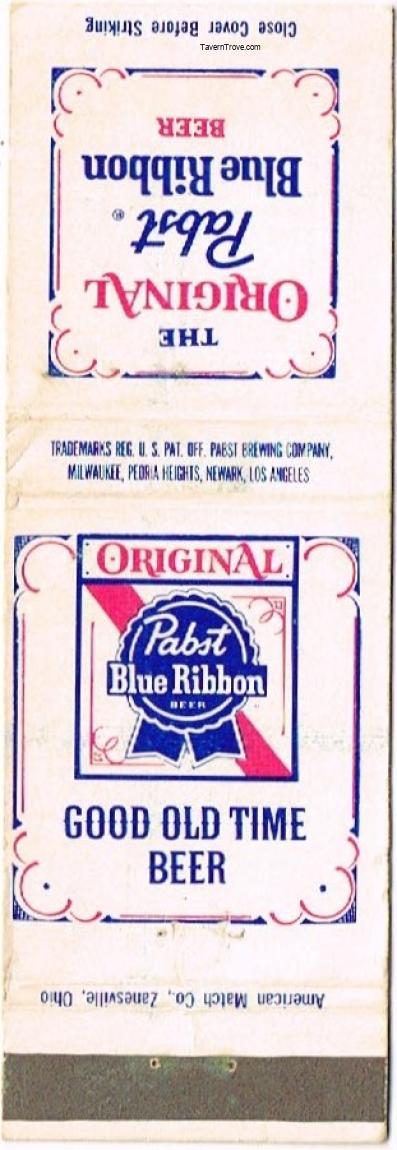 Close Cover Before Striking
TavernTrove.com
THE
ORIGINAL
Pabst®
Blue Ribbon
BEER
TRADEMARKS REG. U. S. PAT. OFF. PABST BREWING COMPANY,
MILWAUKEE, PEORIA HEIGHTS, NEWARK, LOS ANGELES
ORIGINAL
Pabst
Blue Ribbon
BEER
GOOD OLD TIME
BEER
American Match Co., Zanesville, Ohio